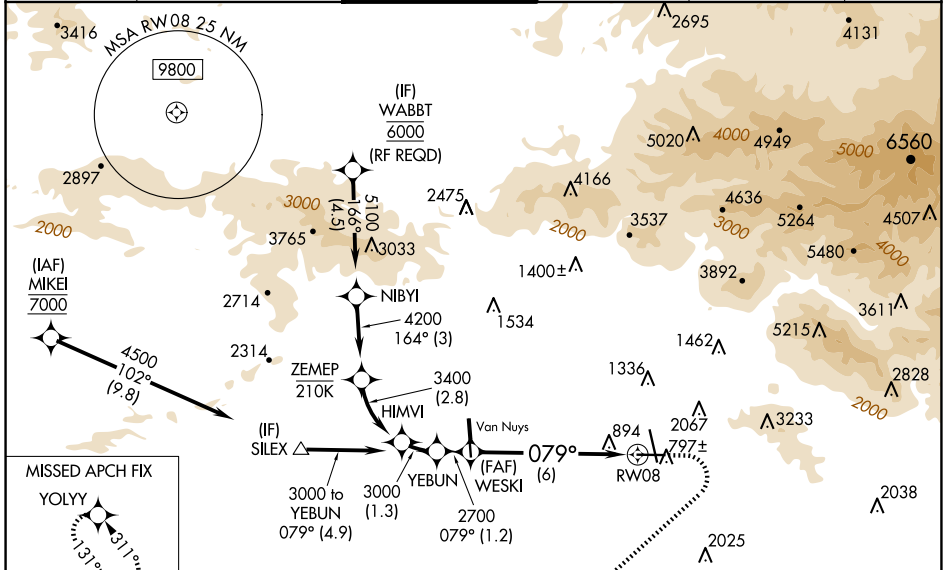 3416
MSA RW08 25 NM
9800
2695
4131
(IF)
WABBT
6000
(RF REQD)
5100
166°
(4.5)
2897
2000
3000
3765
3033
2475
4166
2000
5020
4000
4949
5000
6560
3537
4636
3000
5264
4507
5480
4000
(IAF)
MIKEI
7000
2714
NIBYI
1400±
3892
1534
3611
5215
4200
164° (3)
2314
4500
102°
(9.8)
ZEMEP
210K
3400
(2.8)
1462
1336
2828
2000
HIMVI
Van Nuys
(IF)
SILEX
079°
(6)
894
2067
797±
3233
RW08
YEBUN
(FAF)
WESKI
3000 to
YEBUN
079° (4.9)
3000
(1.3)
2700
079° (1.2)
2038
2025
MISSED APCH FIX
YOLYY
311°
131°